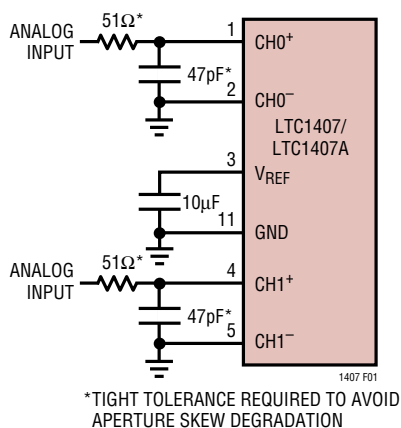 ANALOG
INPUT
51Ω*
47pF*
1
CH0+
2
CH0−
LTC1407/
LTC1407A
3
VREF
10μF
11
GND
ANALOG
INPUT
51Ω*
47pF*
4
CH1+
5
CH1−
1407 F01
*TIGHT TOLERANCE REQUIRED TO AVOID
APERTURE SKEW DEGRADATION